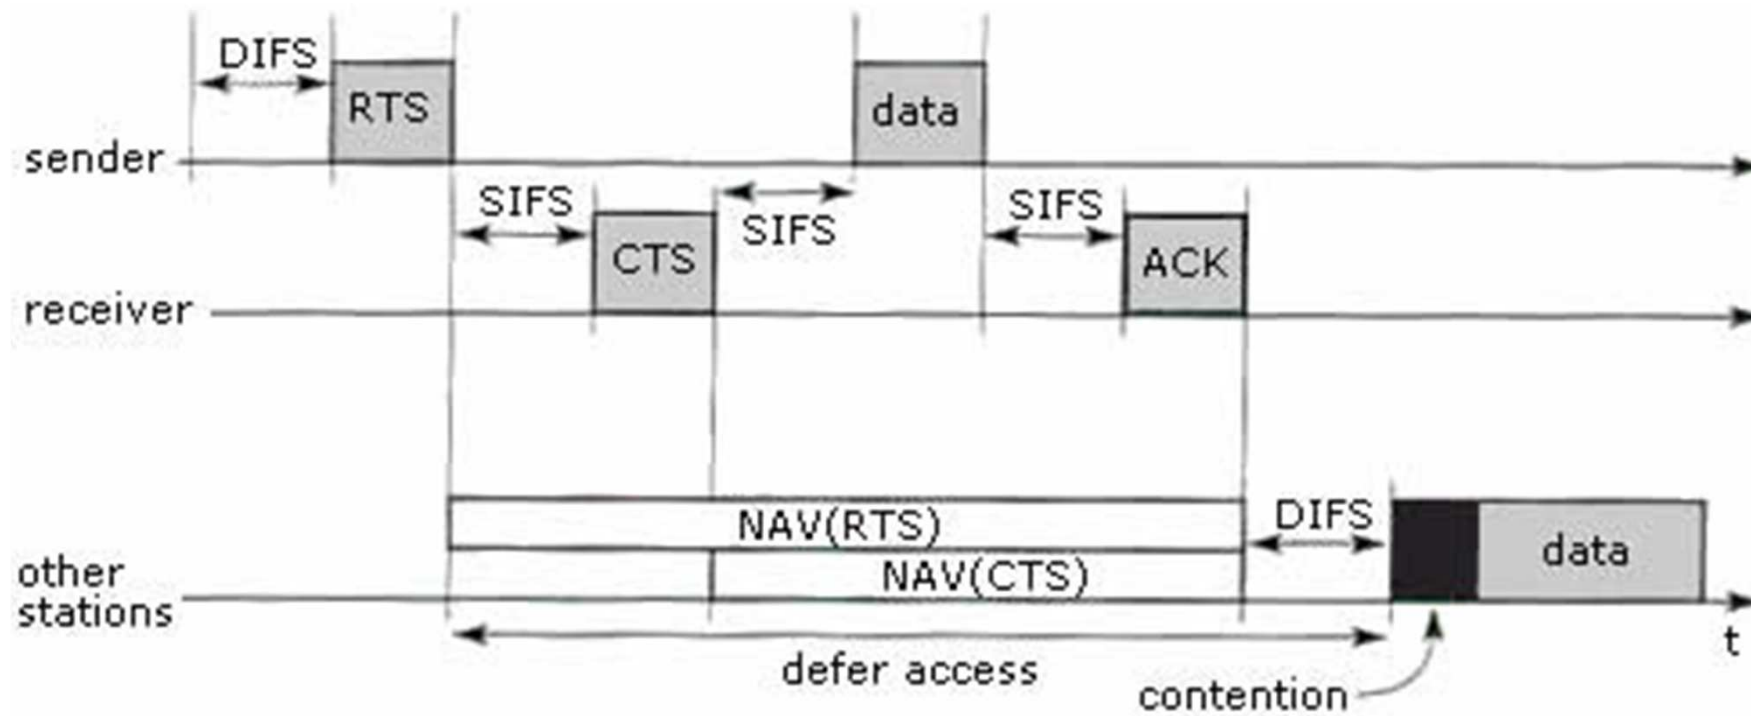 DIFS
RTS
data
sender
SIFS
SIFS
SIFS
CTS
ACK
receiver
NAV(RTS)
DIFS
data
NAV(CTS)
other
stations
t
defer access
contention